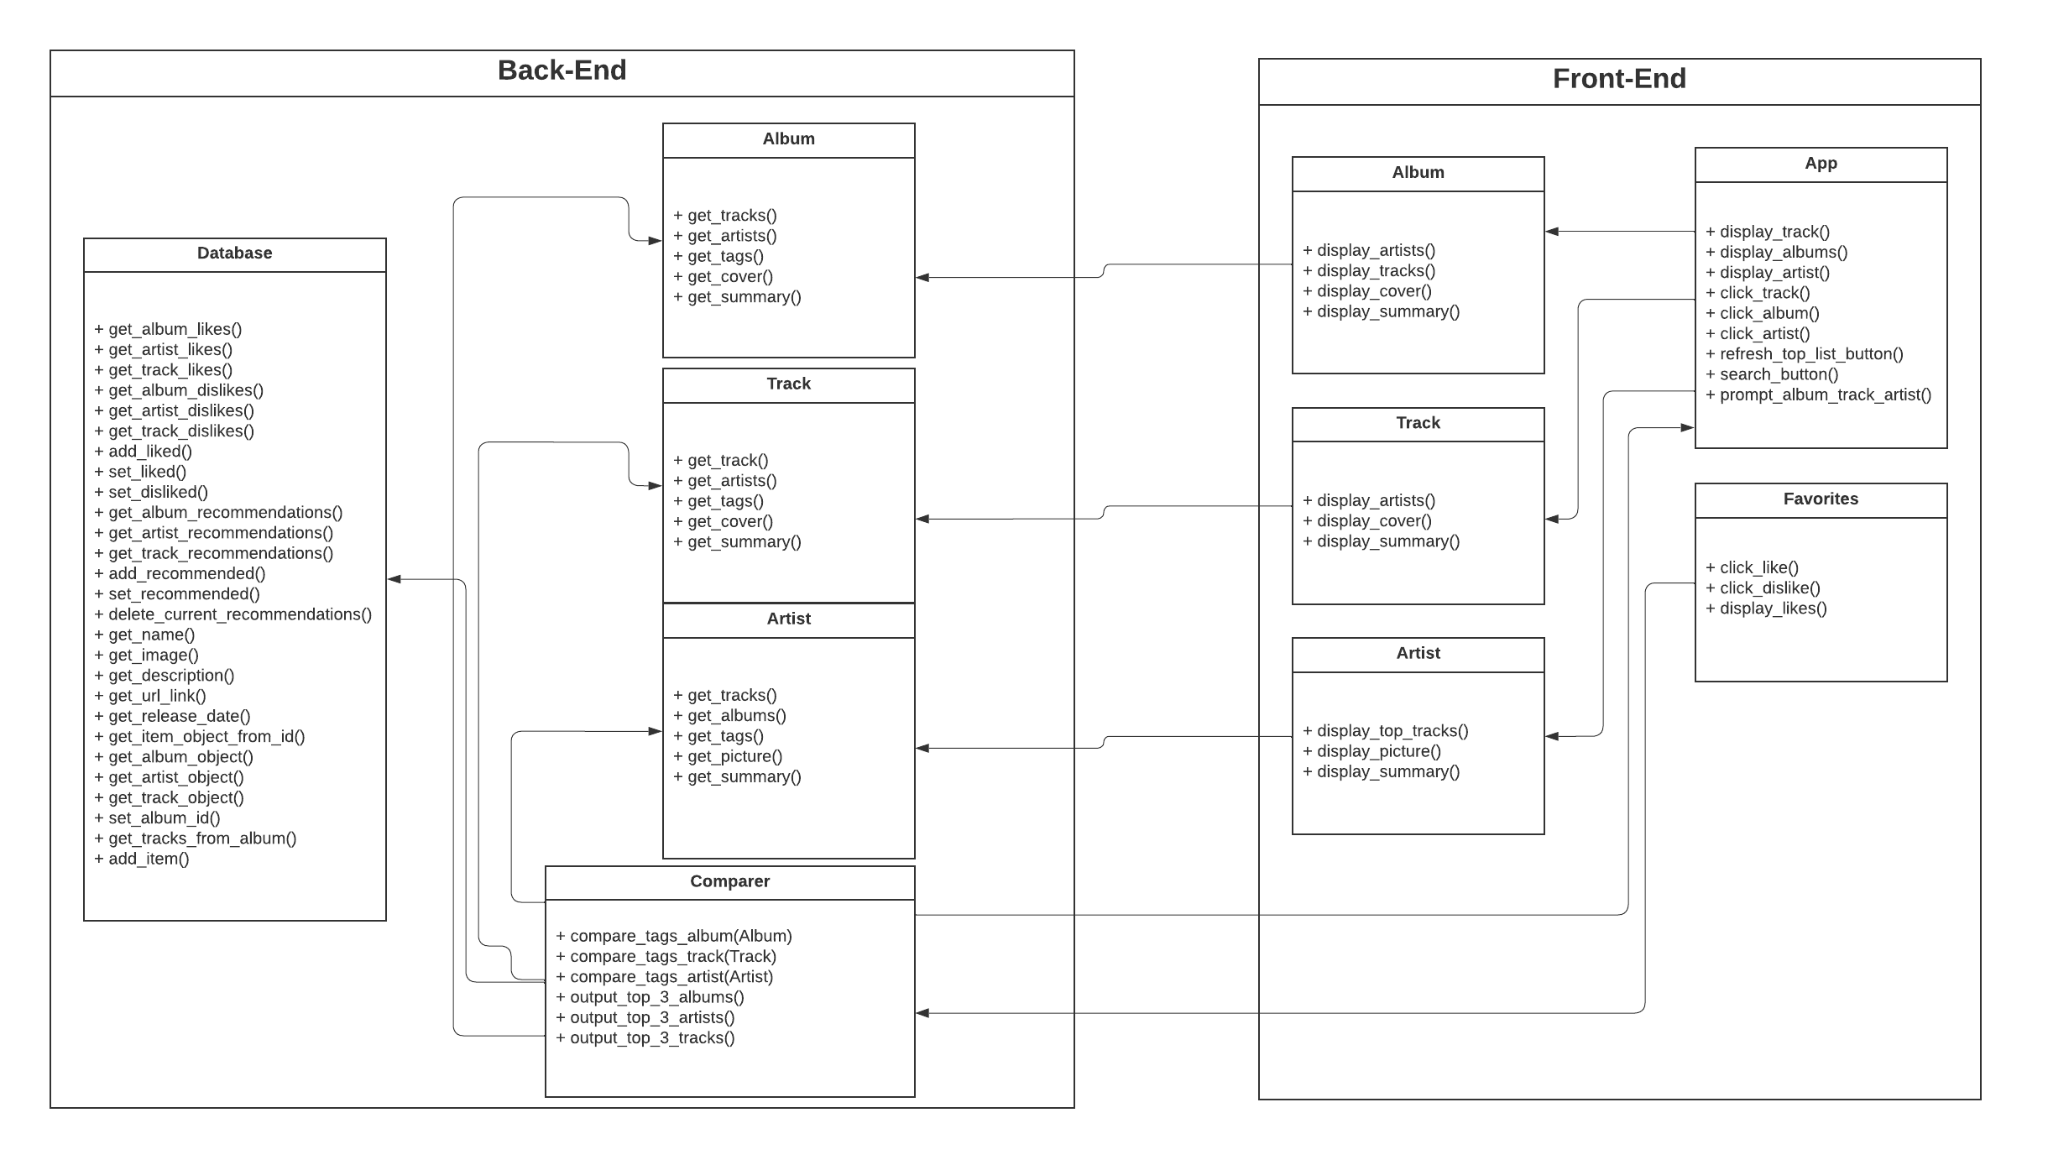 Back-End
Database
+ get_album_likes()
+ get_artist_likes()
+ get_track_likes()
+ get_album_dislikes()
+ get_artist_dislikes()
+ get_track_dislikes()
+ add_liked()
+ set_liked()
+ set_disliked()
+ get_album_recommendations()
+ get_artist_recommendations()
+ get_track_recommendations()
+ add_recommended()
+ set_recommended()
+ delete_current_recommendations()
+ get_name()
+ get_image()
+ get_description()
+ get_url_link()
+ get_release_date()
+ get_item_object_from_id()
+ get_album_object()
+ get_artist_object()
+ get_track_object()
+ set_album_id()
+ get_tracks_from_album()
+ add_item()
Album
+ get_tracks()
+ get_artists()
+ get_tags()
+ get_cover()
+ get_summary()
Track
+ get_track()
+ get_artists()
+ get_tags()
+ get_cover()
+ get_summary()
Artist
+ get_tracks()
+ get_albums()
+ get_tags()
+ get_picture()
+ get_summary()
Comparer
+ compare_tags_album(Album)
+ compare_tags_track(Track)
+ compare_tags_artist(Artist)
+ output_top_3_albums()
+ output_top_3_artists()
+ output_top_3_tracks()
Front-End
Album
+ display_artists()
+ display_tracks()
+ display_cover()
+ display_summary()
Track
+ display_artists()
+ display_cover()
+ display_summary()
Artist
+ display_top_tracks()
+ display_picture()
+ display_summary()
App
+ display_track()
+ display_albums()
+ display_artist()
+ click_track()
+ click_album()
+ click_artist()
+ refresh_top_list_button()
+ search_button()
+ prompt_album_track_artist()
Favorites
+ click_like()
+ click_dislike()
+ display_likes()